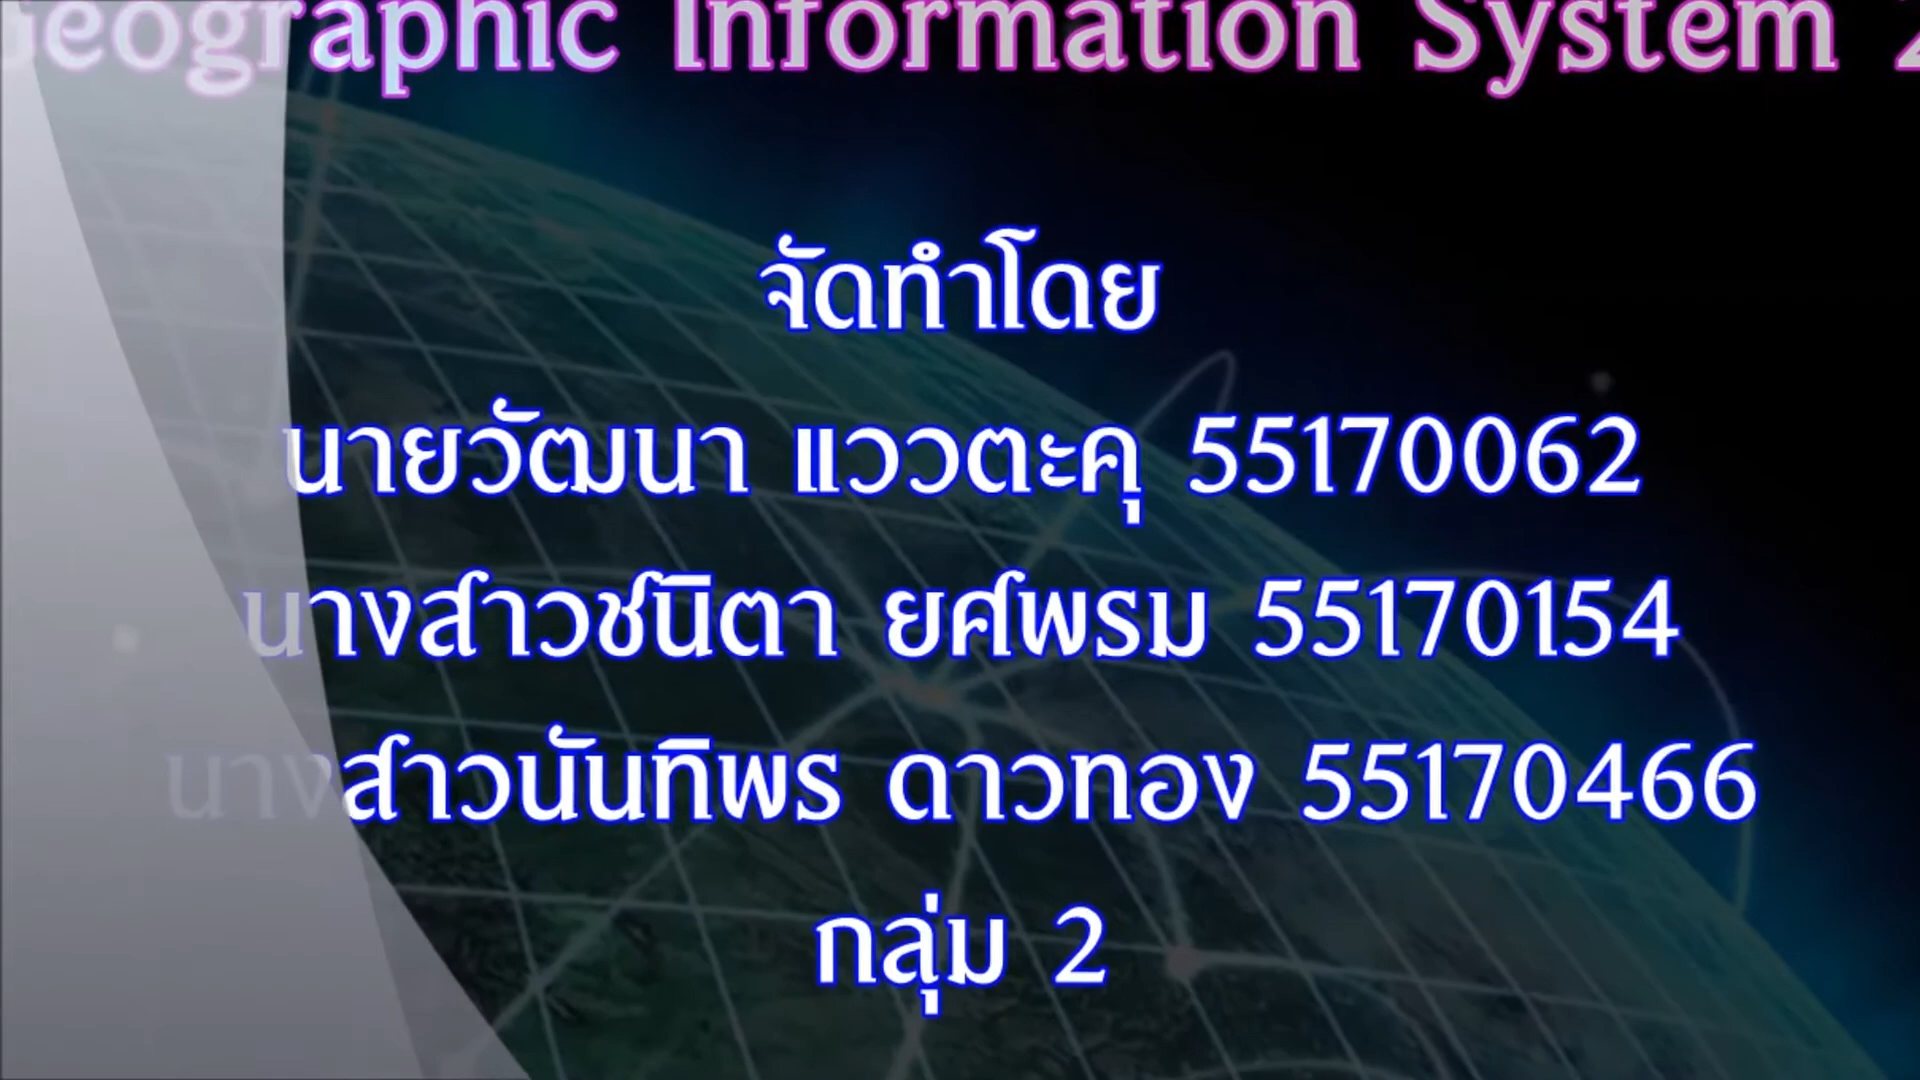 Geographic Information System 2
จัดทำโดย
นายวัฒนา แววตะคุ 55170062
นางสาวชนิตา ยศพรม 55170154
นางสาวนันทิพร ดาวทอง 55170466
กลุ่ม 2